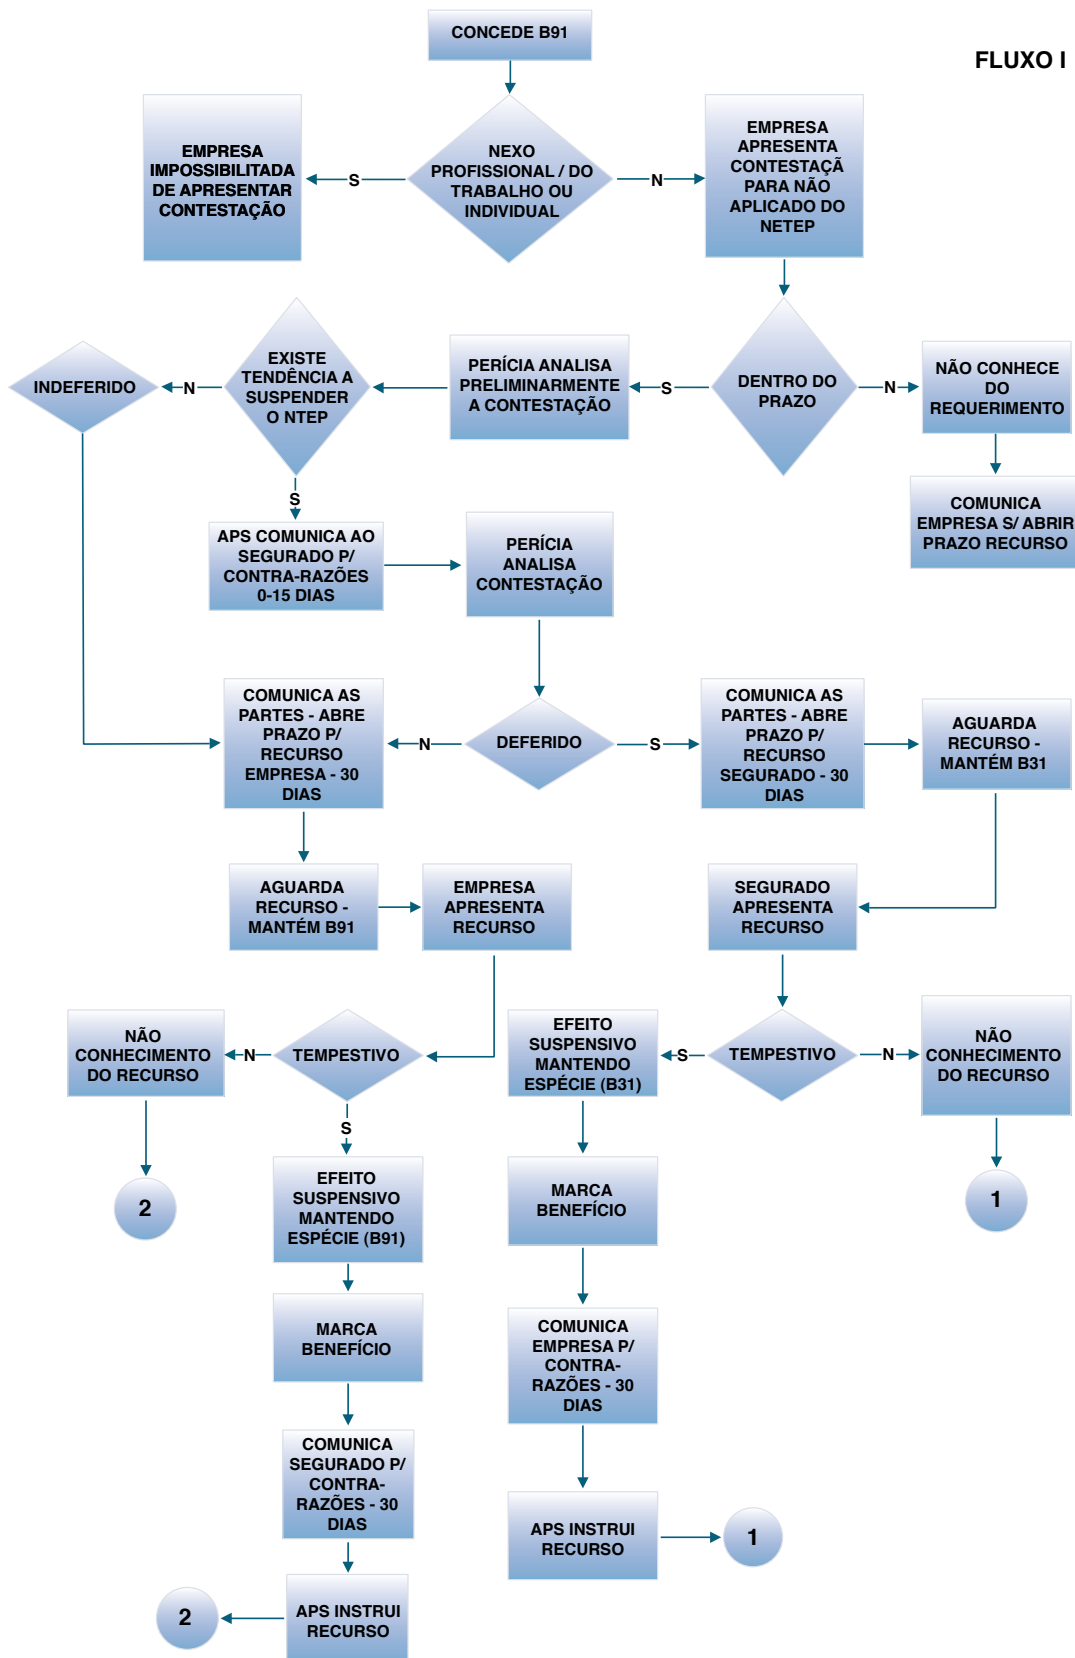 CONCEDE B91
FLUXO I
EMPRESA
IMPOSSIBILITADA
DE APRESENTAR
CONTESTAÇÃO
S
NEXO
PROFISSIONAL / DO
TRABALHO OU
INDIVIDUAL
N
EMPRESA
APRESENTA
CONTESTAÇÃ
PARA NÃO
APLICADO DO
NETEP
INDEFERIDO
N
EXISTE
TENDÊNCIA A
SUSPENDER
O NTEP
PERÍCIA ANALISA
PRELIMINARMENTE
A CONTESTAÇÃO
S
DENTRO DO
PRAZO
N
NÃO CONHECE
DO
REQUERIMENTO
S
COMUNICA
EMPRESA S/ ABRIR
PRAZO RECURSO
APS COMUNICA AO
SEGURADO P/
CONTRA-RAZÕES
0-15 DIAS
PERÍCIA
ANALISA
CONTESTAÇÃO
COMUNICA AS
PARTES - ABRE
PRAZO P/
RECURSO
EMPRESA - 30
DIAS
N
DEFERIDO
S
COMUNICA AS
PARTES - ABRE
PRAZO P/
RECURSO
SEGURADO - 30
DIAS
AGUARDA
RECURSO -
MANTÉM B31
AGUARDA
RECURSO -
MANTÉM B91
EMPRESA
APRESENTA
RECURSO
SEGURADO
APRESENTA
RECURSO
NÃO
CONHECIMENTO
DO RECURSO
N
TEMPESTIVO
EFEITO
SUSPENSIVO
MANTENDO
ESPÉCIE (B31)
S
TEMPESTIVO
N
NÃO
CONHECIMENTO
DO RECURSO
S
2
EFEITO
SUSPENSIVO
MANTENDO
ESPÉCIE (B91)
MARCA
BENEFÍCIO
1
MARCA
BENEFÍCIO
COMUNICA
EMPRESA P/
CONTRA-
RAZÕES - 30
DIAS
COMUNICA
SEGURADO P/
CONTRA-
RAZÕES - 30
DIAS
APS INSTRUI
RECURSO
1
2
APS INSTRUI
RECURSO